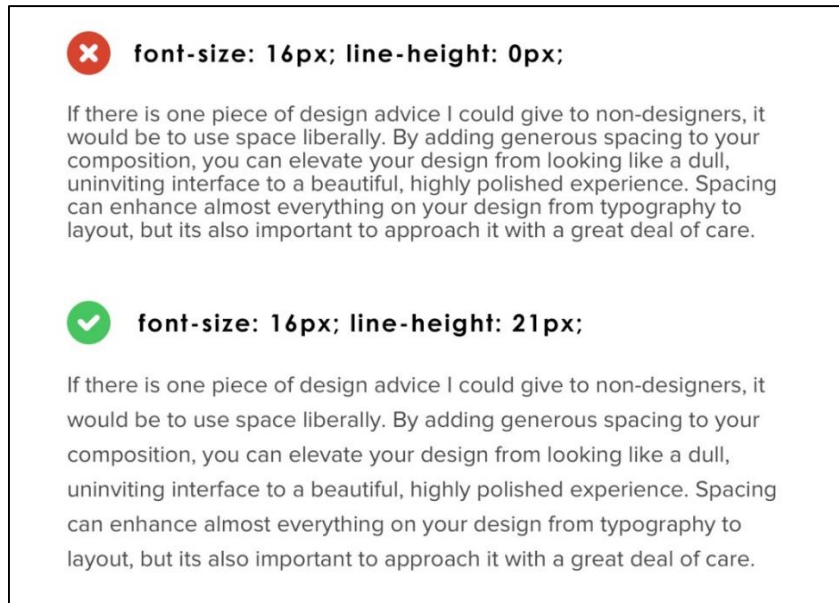 font-size: 16px; line-height: 0px;
If there is one piece of design advice I could give to non-designers, it
would be to use space liberally. By adding generous spacing to your
composition, you can elevate your design from looking like a dull,
uninviting interface to a beautiful, highly polished experience. Spacing
can enhance almost everything on your design from typography to
layout, but its also important to approach it with a great deal of care.
font-size: 16px; line-height: 21px;
If there is one piece of design advice I could give to non-designers, it
would be to use space liberally. By adding generous spacing to your
composition, you can elevate your design from looking like a dull,
uninviting interface to a beautiful, highly polished experience. Spacing
can enhance almost everything on your design from typography to
layout, but its also important to approach it with a great deal of care.